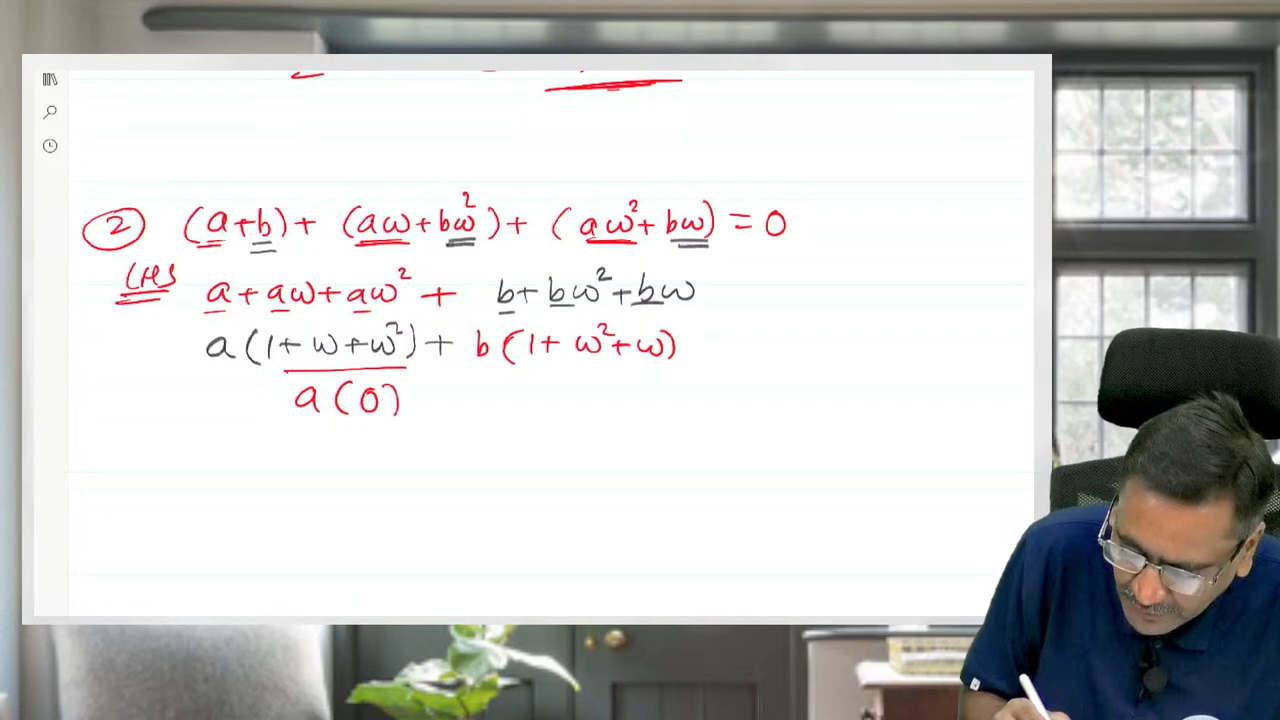 ② (a+b) + (aω+bω²) + (aω²+bω) = 0
LHS a + aω + aω² + b + bω² + bω
a(1+ω+ω²) + b(1+ω²+ω)
a(0)